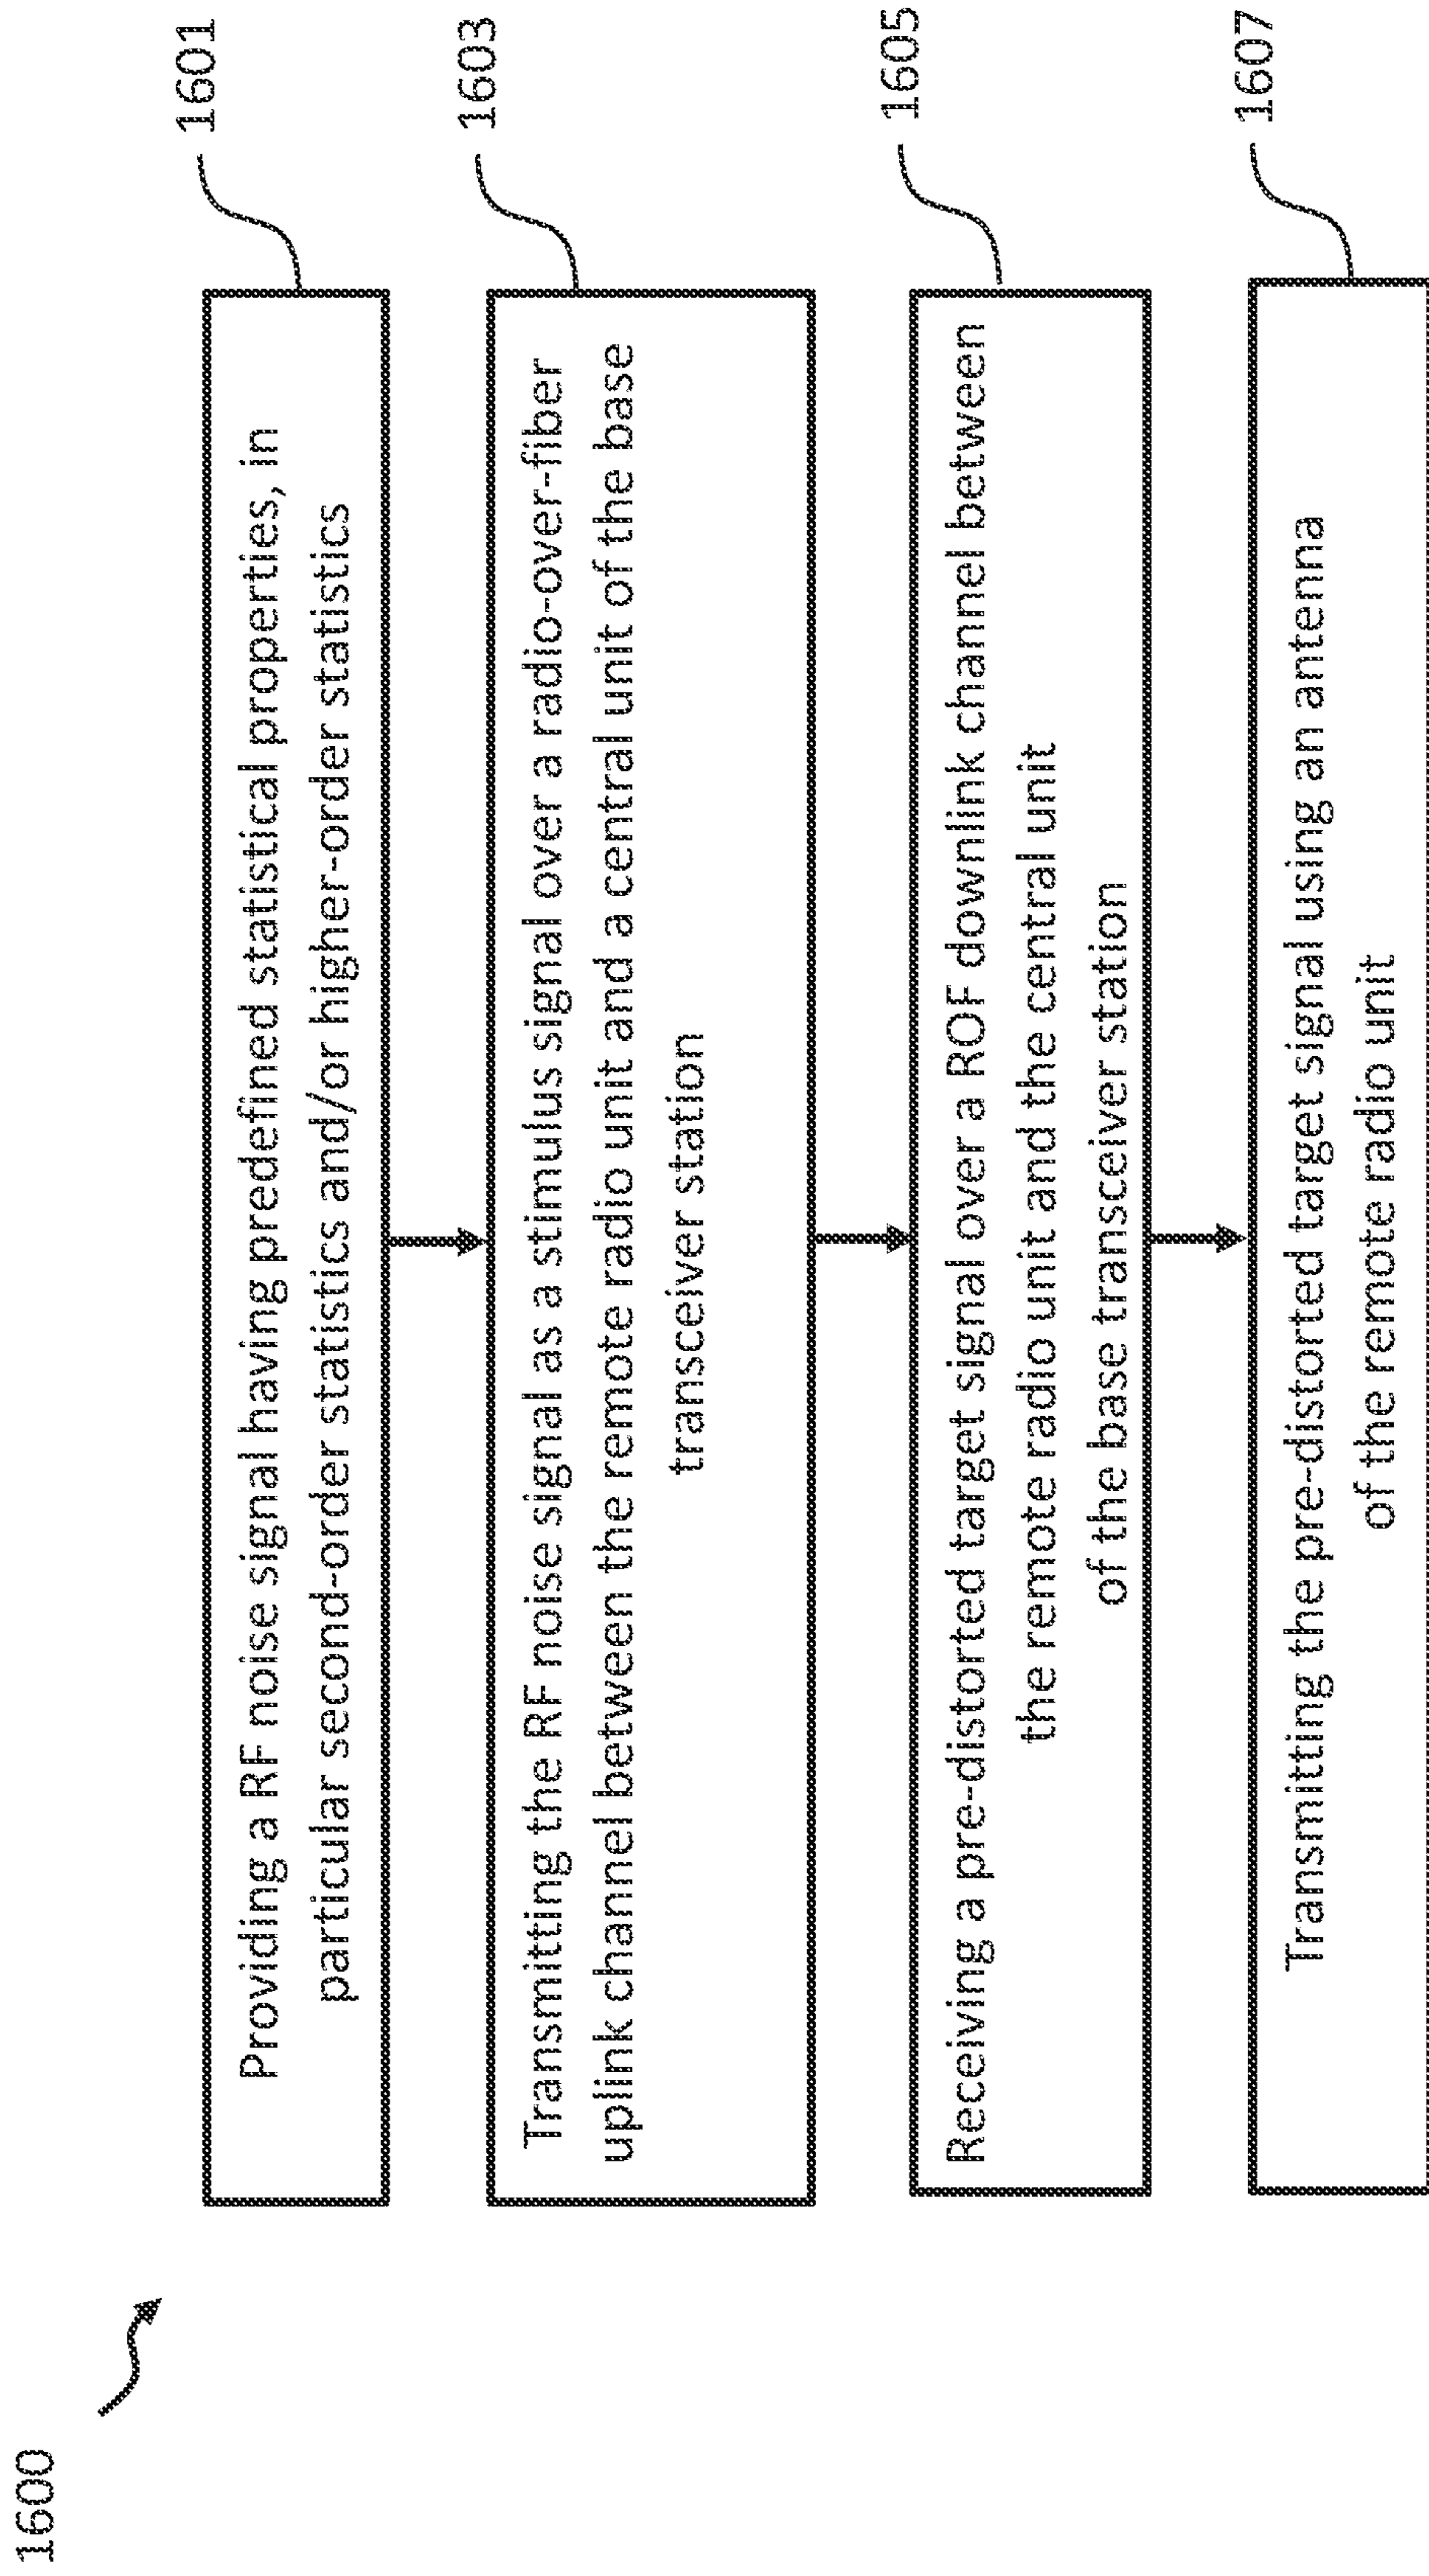 1600
1601
Providing a RF noise signal having predefined statistical properties, in
particular second-order statistics and/or higher-order statistics
1603
Transmitting the RF noise signal as a stimulus signal over a radio-over-fiber
uplink channel between the remote radio unit and a central unit of the base
transceiver station
1605
Receiving a pre-distorted target signal over a ROF downlink channel between
the remote radio unit and the central unit
of the base transceiver station
1607
Transmitting the pre-distorted target signal using an antenna
of the remote radio unit